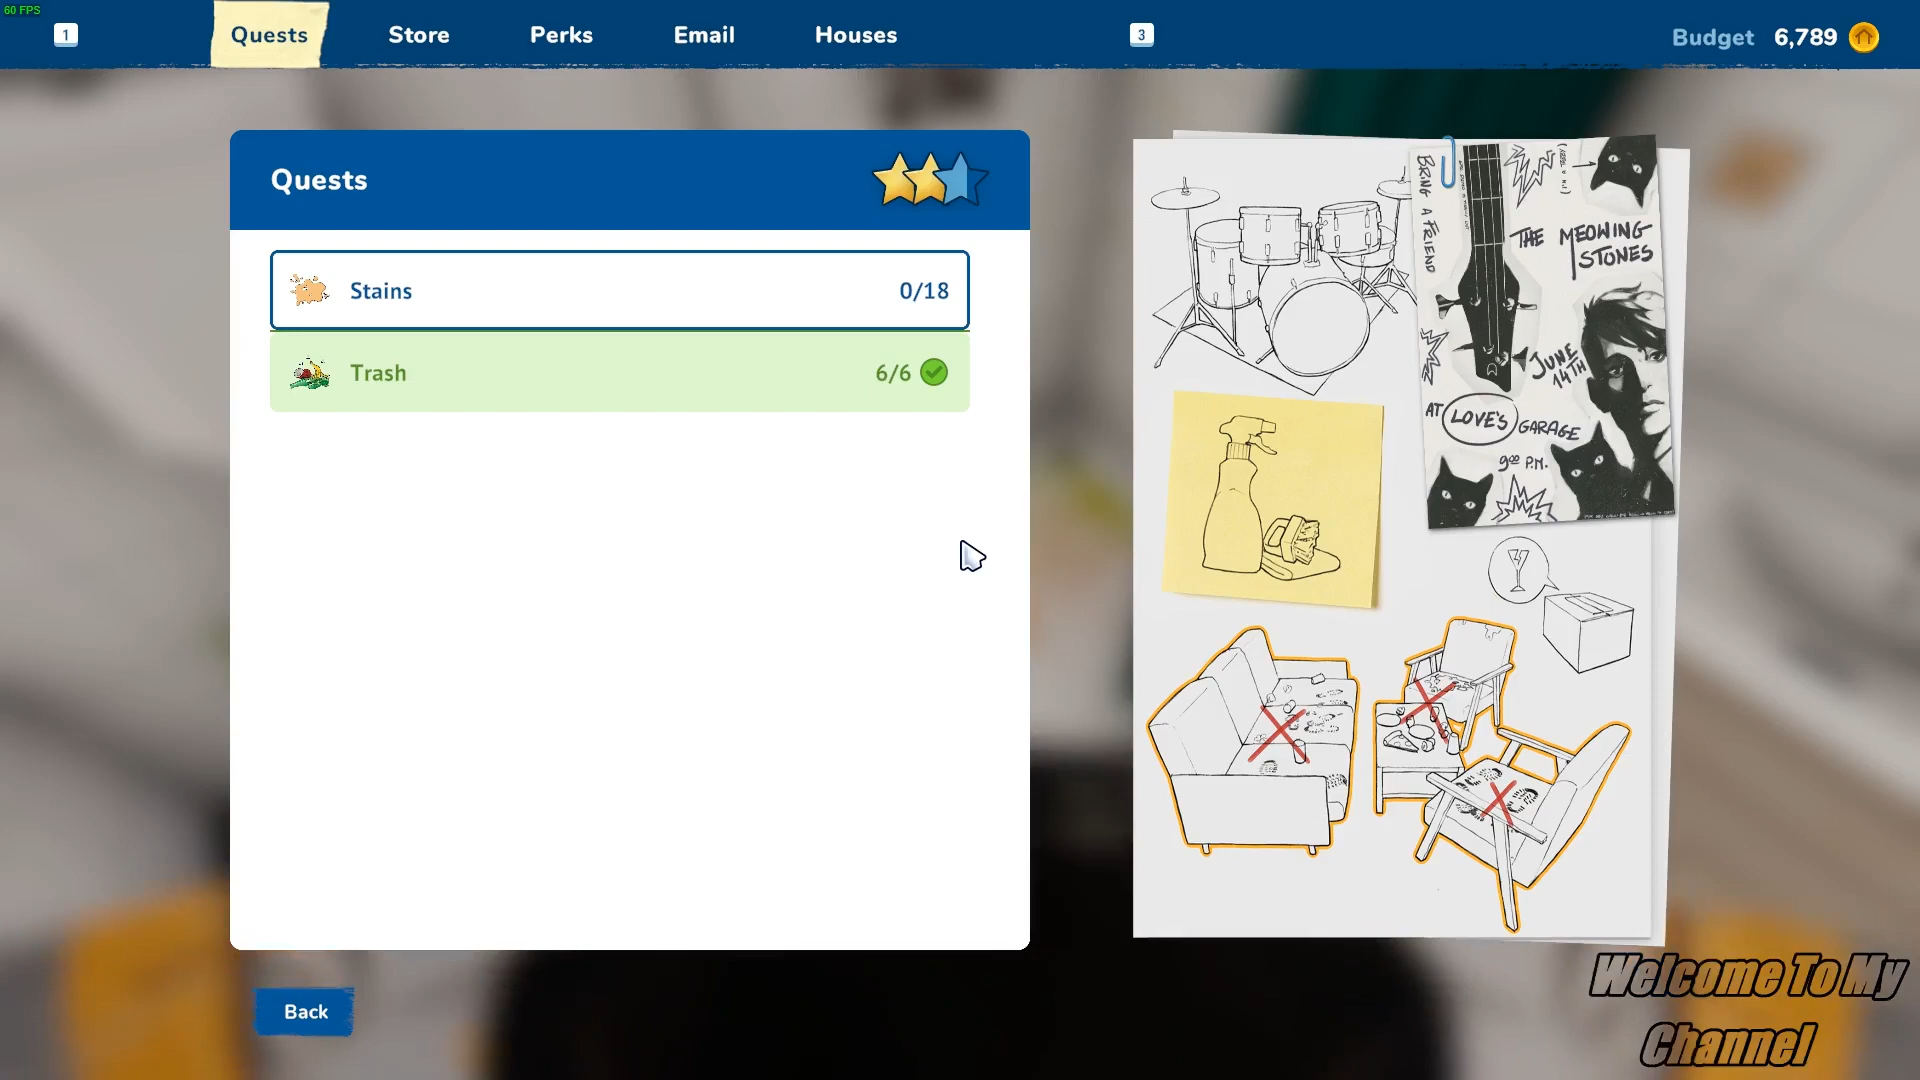 60 FPS
1
Quests
Store
Perks
Email
Houses
3
Budget 6,789
Quests
Stains 0/18
Trash 6/6
Back
BRING A FRIEND
THE MEOWING
STONES
JUNE
14TH
AT LOVE'S GARAGE
9:00 P.M.
Welcome To My
Channel